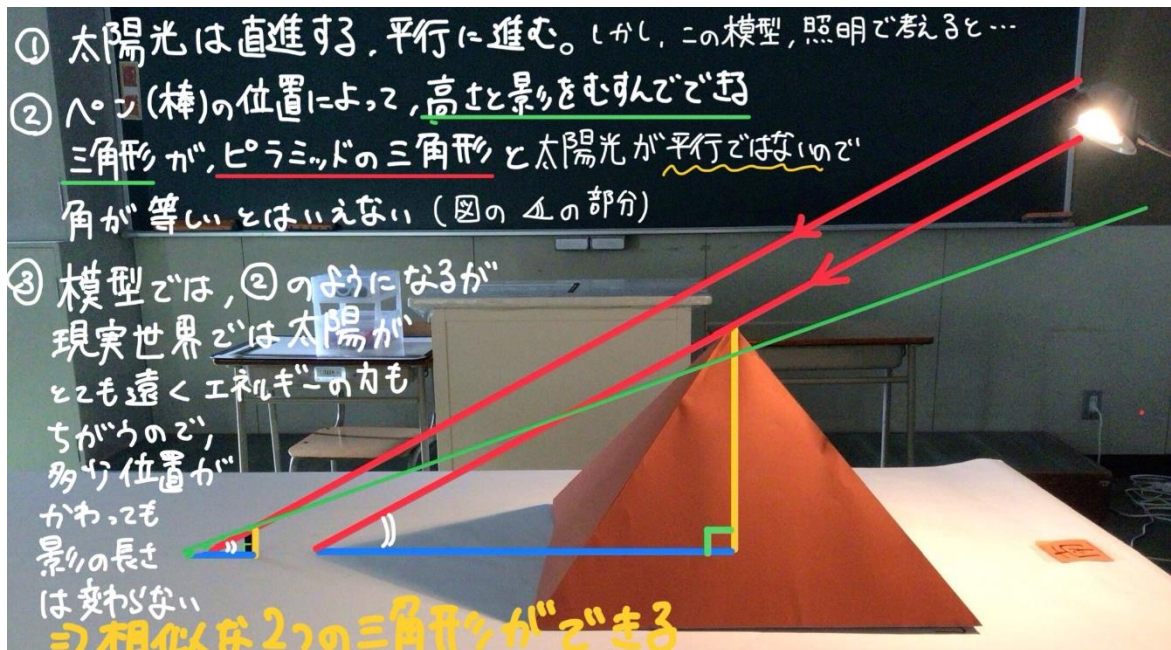 ① 太陽光は直進する,平行に進む。しかし,この模型,照明で考えると…
② ペン(棒)の位置によって,高さと影をむすんでできる
三角形が,ピラミッドの三角形と太陽光が平行ではないので
角が等しいとはいえない(図の⊿の部分)
③ 模型では,②のようになるが
現実世界では太陽が
とても遠くエネルギーの力も
ちがうので,
多少位置が
かわっても
影の長さ
は変わらない
⇒相似な2つの三角形ができる